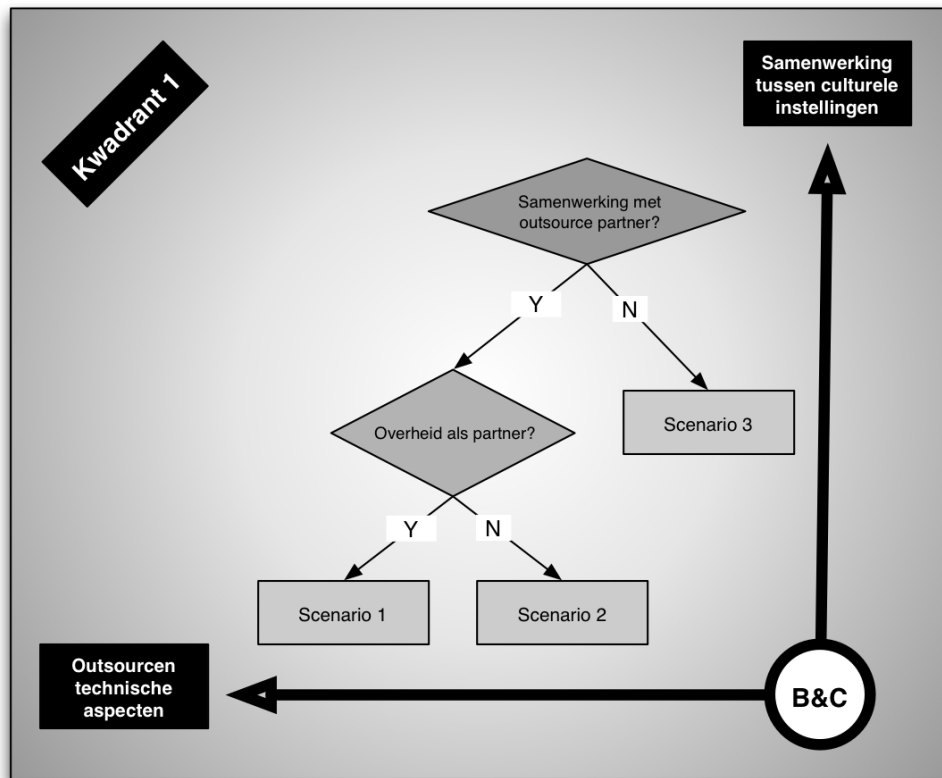 Kwadrant 1
Samenwerking
tussen culturele
instellingen
Samenwerking met
outsource partner?
Y
N
Overheid als partner?
Scenario 3
Y
N
Scenario 1
Scenario 2
Outsourcen
technische
aspecten
B&C